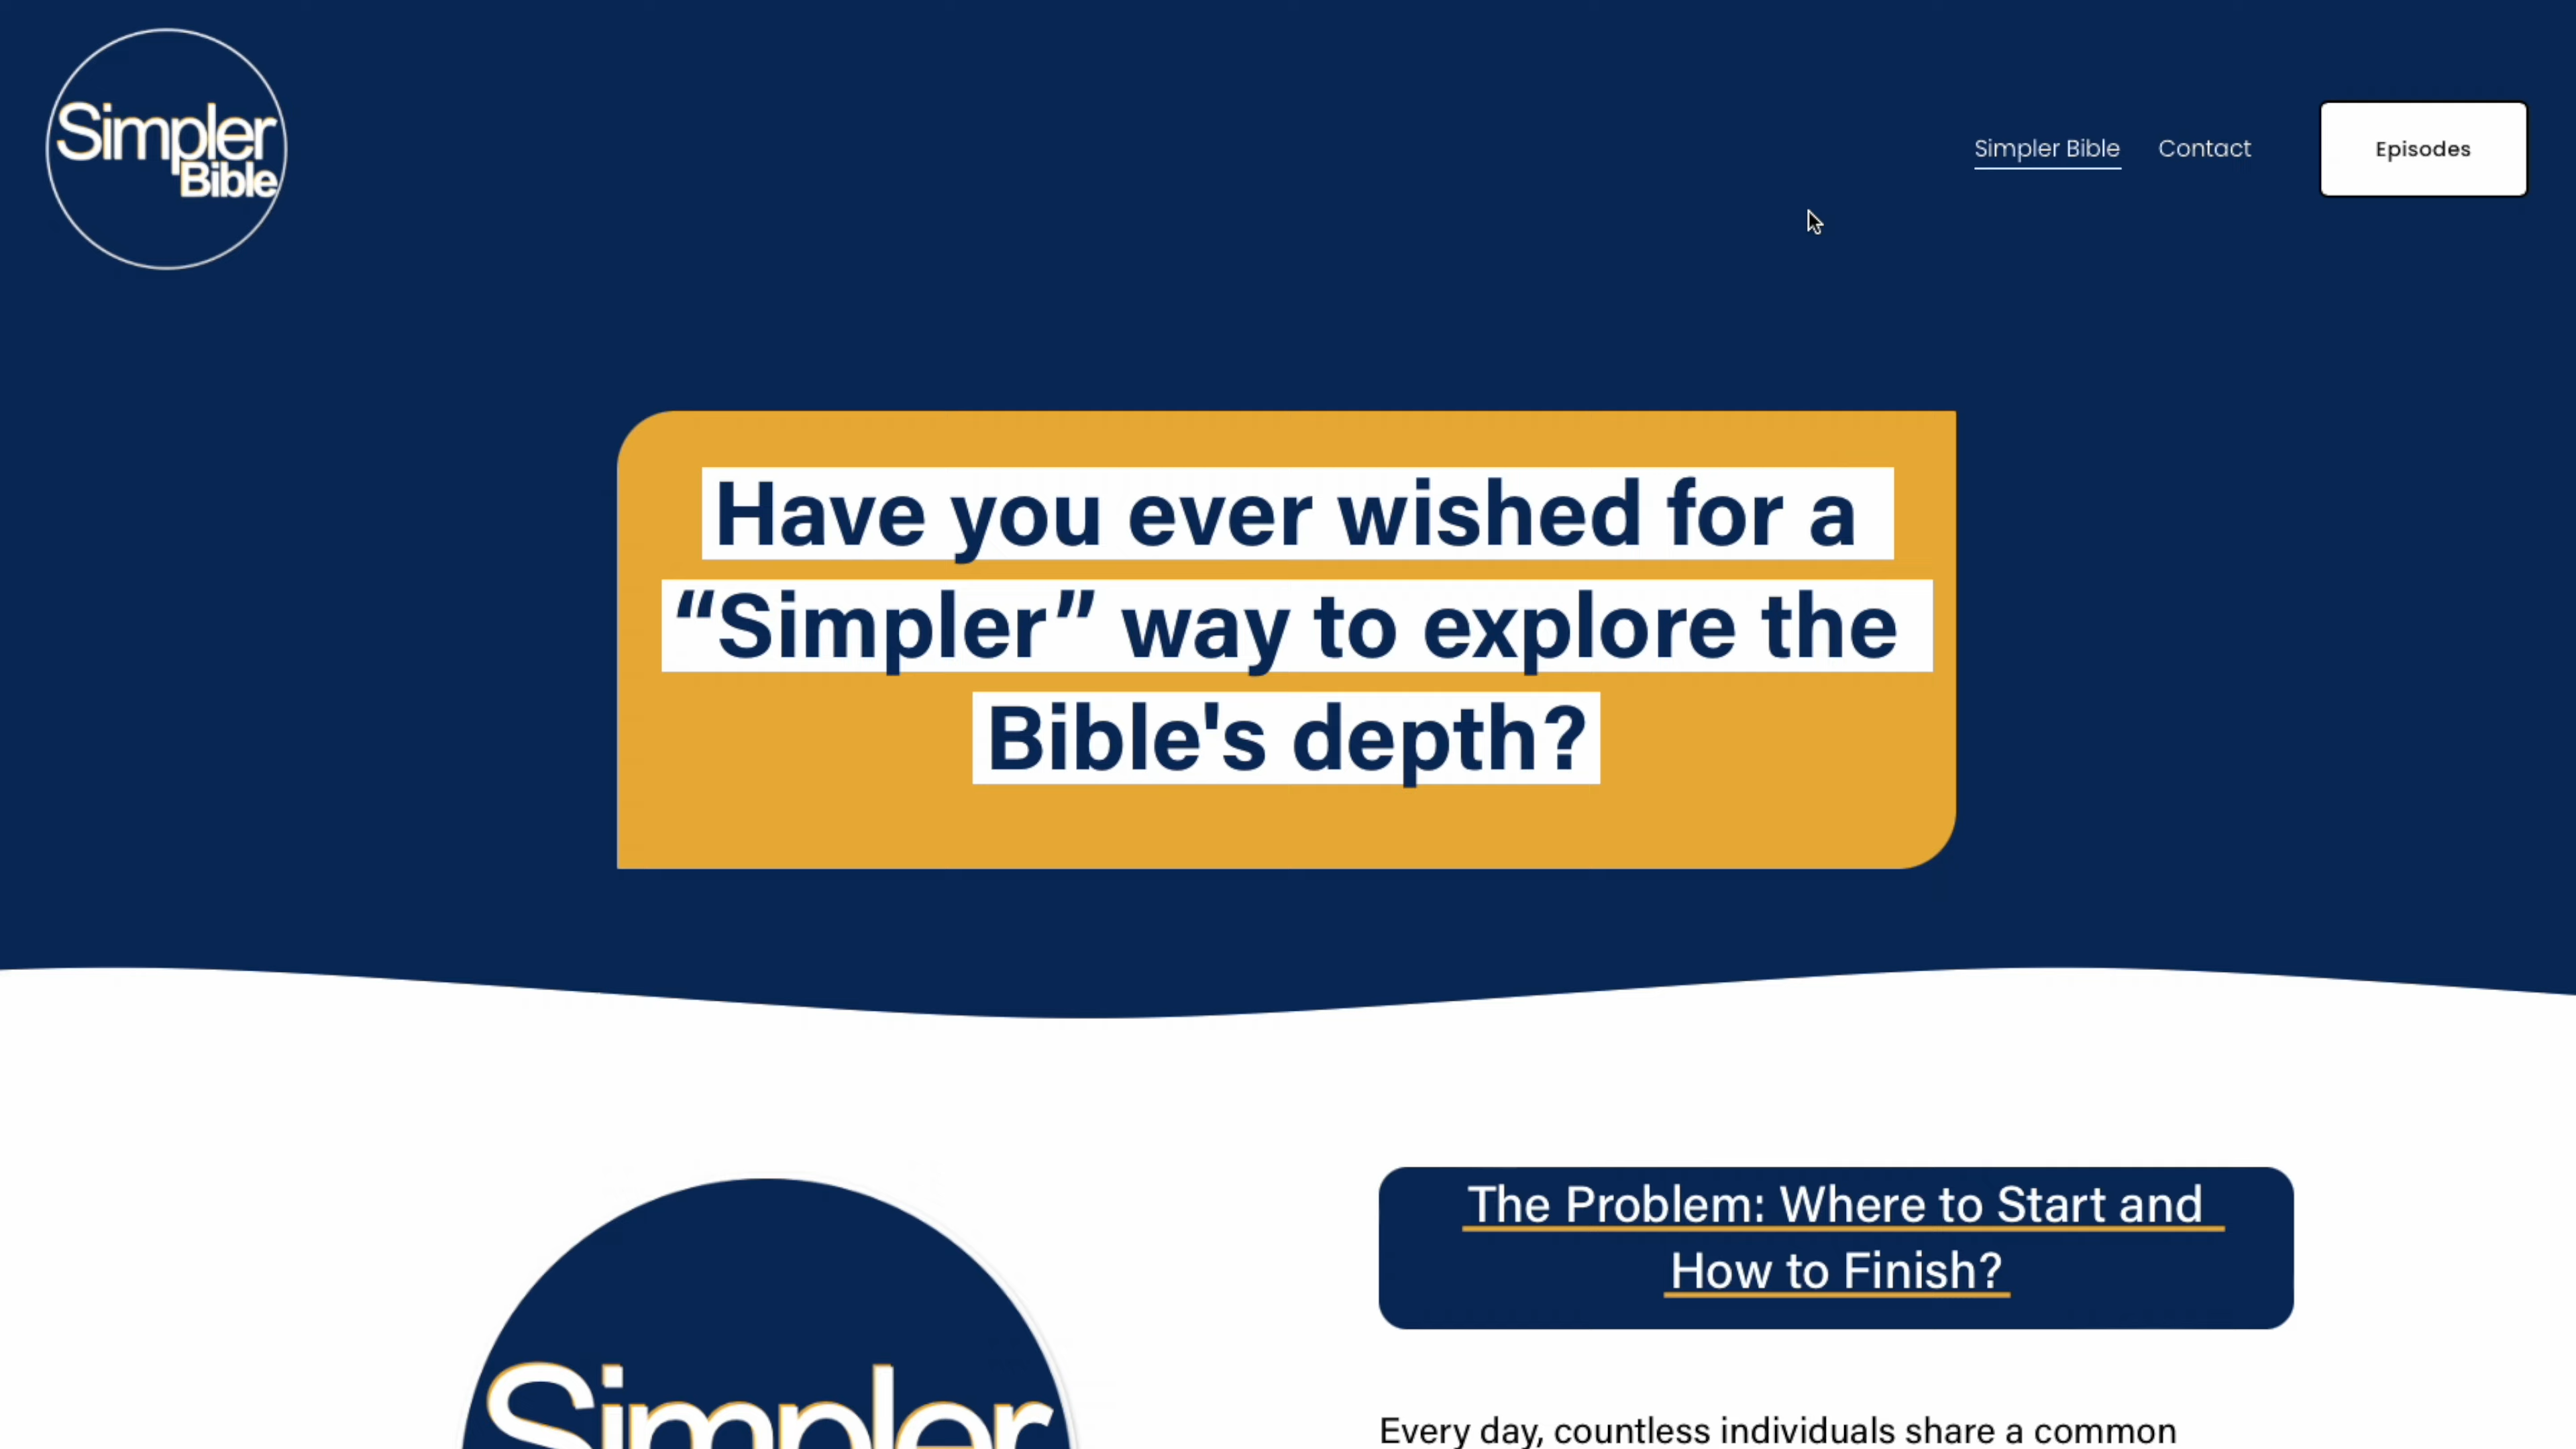 Simpler
Bible
Simpler Bible
Contact
Episodes
Have you ever wished for a
“Simpler” way to explore the
Bible's depth?
The Problem: Where to Start and
How to Finish?
Simpler
Every day, countless individuals share a common